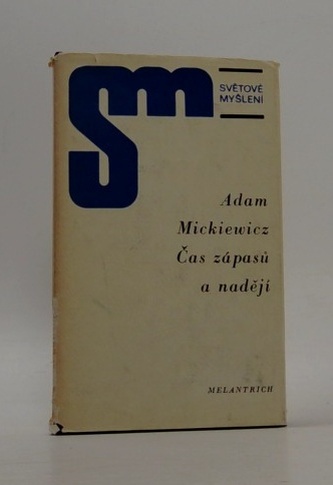 Sm
SVĚTOVÉ
MYŠLENÍ
Adam
Mickiewicz
Čas zápasů
a nadějí
MELANTRICH